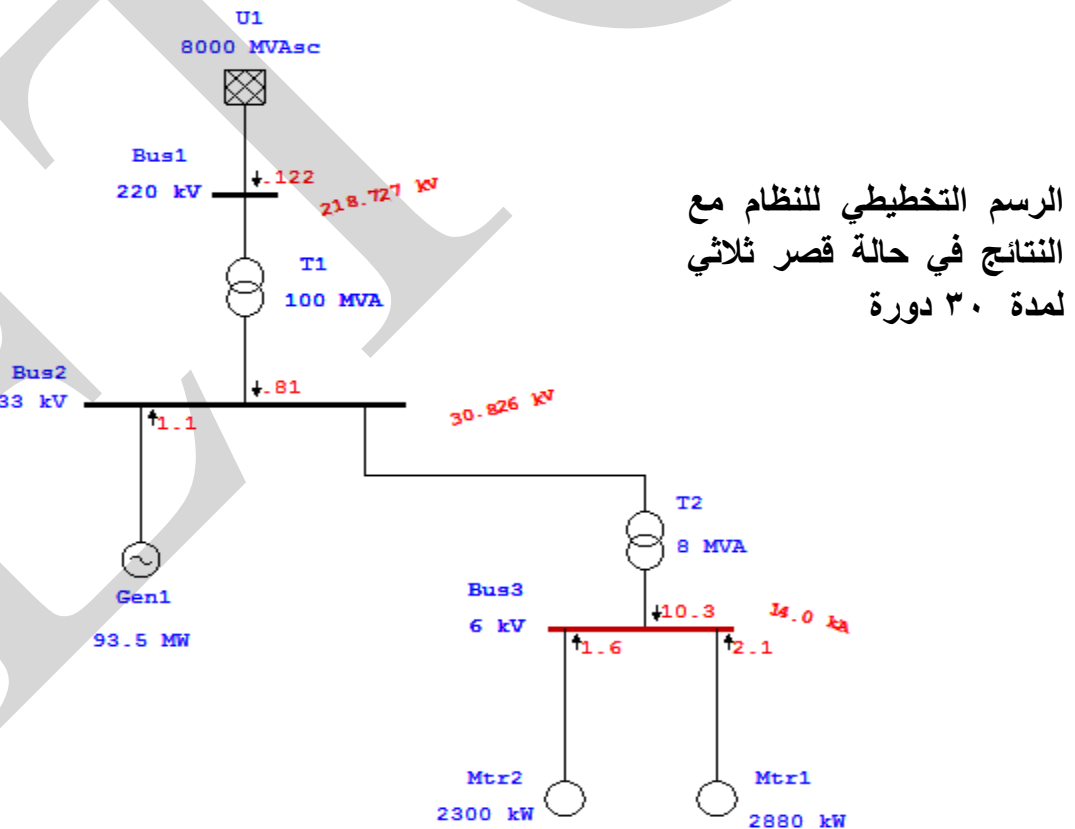 U1
8000 MVAsc
Bus1
220 kV
.122
218.727 kV
T1
100 MVA
الرسم التخطيطي للنظام مع
النتائج في حالة قصر ثلاثي
لمدة ٣٠ دورة
Bus2
33 kV
.81
30.826 kV
1.1
T2
8 MVA
Gen1
93.5 MW
Bus3
6 kV
10.3
14.0 kA
1.6
2.1
Mtr2
2300 kW
Mtr1
2880 kW